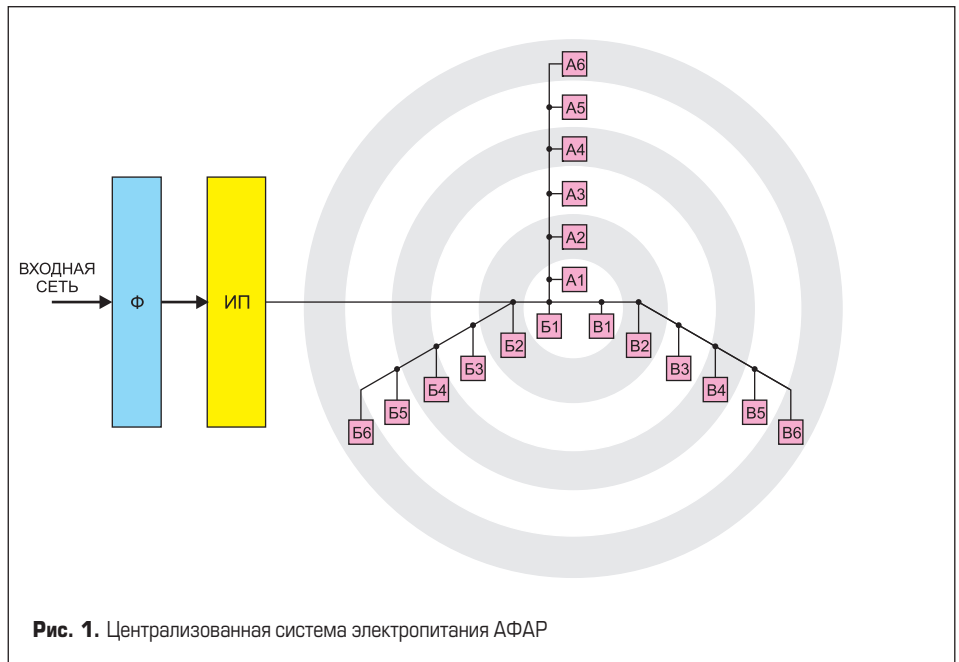 А6
А5
А4
А3
А2
А1
ВХОДНАЯ
СЕТЬ
Ф
ИП
Б1
В1
Б2
В2
Б3
В3
Б4
В4
Б5
В5
Б6
В6
Рис. 1. Централизованная система электропитания АФАР